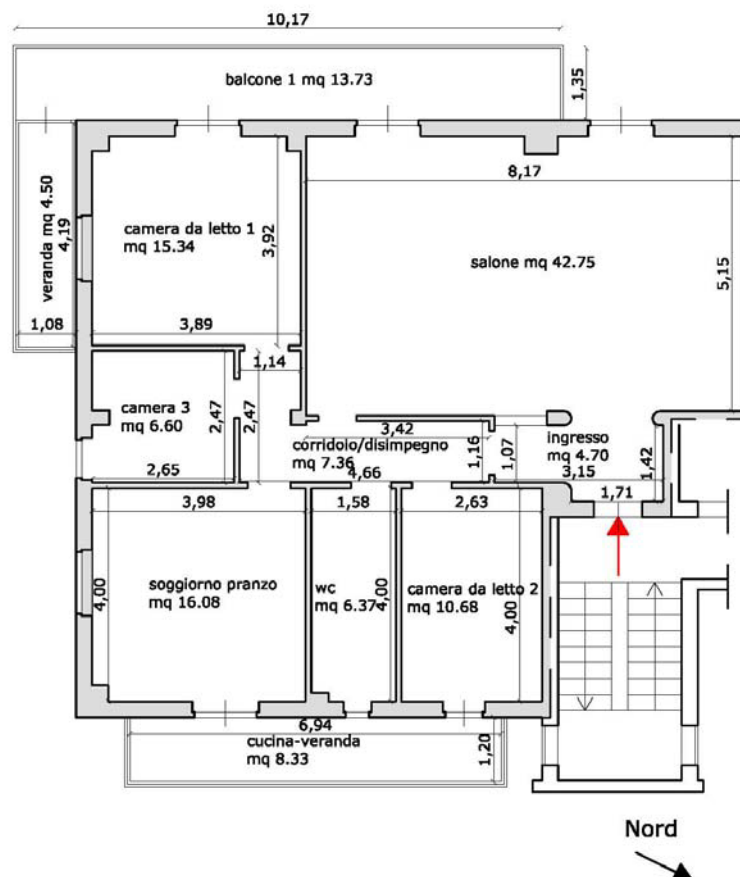 10,17
balcone 1 mq 13.73
1,35
8,17
veranda mq 4.50
4,19
camera da letto 1
mq 15.34
3,92
salone mq 42.75
5,15
1,08
3,89
1,14
camera 3
mq 6.60
2,47
2,47
3,42
corridoio/disimpegno
mq 7.36
1,16
1,07
ingresso
mq 4.70
1,42
2,65
4,66
3,15
3,98
1,58
2,63
1,71
soggiorno pranzo
mq 16.08
4,00
wc
mq 6.37
4,00
camera da letto 2
mq 10.68
4,00
6,94
cucina-veranda
mq 8.33
1,20
Nord